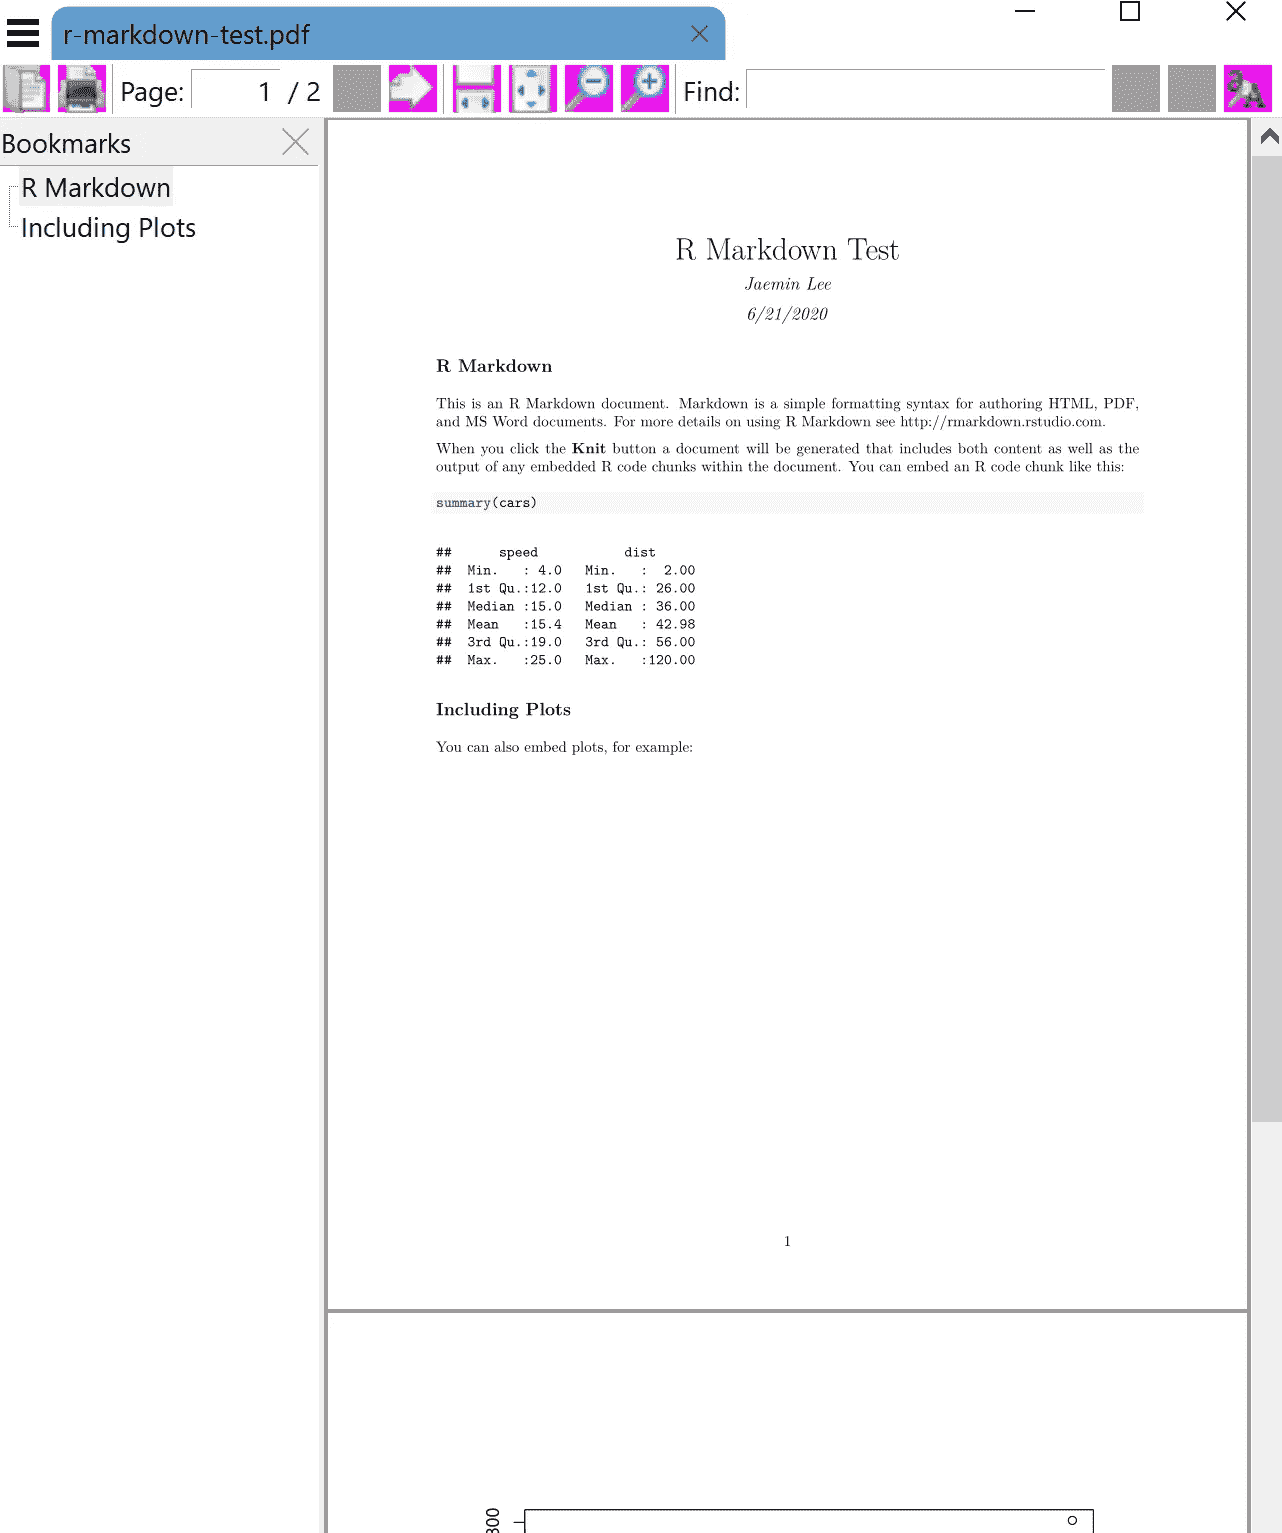 r-markdown-test.pdf
Page: 1 / 2 Find:
Bookmarks
R Markdown
Including Plots
R Markdown Test
Jaemin Lee
6/21/2020
R Markdown
This is an R Markdown document. Markdown is a simple formatting syntax for authoring HTML, PDF,
and MS Word documents. For more details on using R Markdown see http://rmarkdown.rstudio.com.
When you click the Knit button a document will be generated that includes both content as well as the
output of any embedded R code chunks within the document. You can embed an R code chunk like this:
summary(cars)
##      speed           dist
##  Min.   : 4.0   Min.   :  2.00
##  1st Qu.:12.0   1st Qu.: 26.00
##  Median :15.0   Median : 36.00
##  Mean   :15.4   Mean   : 42.98
##  3rd Qu.:19.0   3rd Qu.: 56.00
##  Max.   :25.0   Max.   :120.00
Including Plots
You can also embed plots, for example:
1